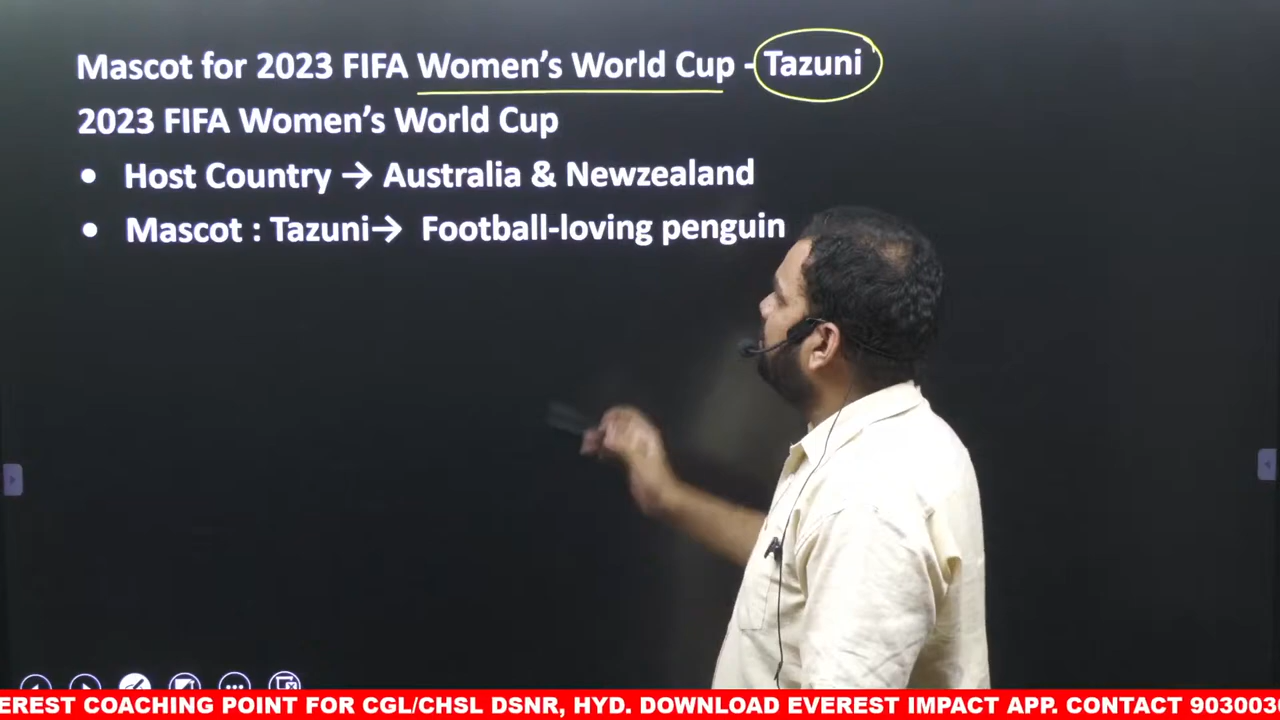 Mascot for 2023 FIFA Women's World Cup - Tazuni
2023 FIFA Women's World Cup
• Host Country → Australia & Newzealand
• Mascot : Tazuni→ Football-loving penguin
EREST COACHING POINT FOR CGL/CHSL DSNR, HYD. DOWNLOAD EVEREST IMPACT APP. CONTACT 903003